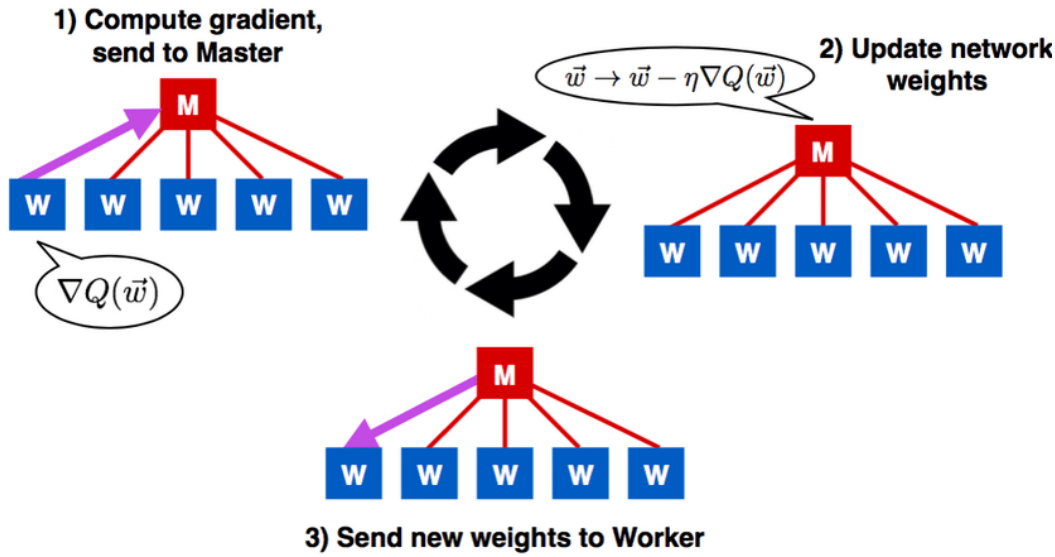 1) Compute gradient,
send to Master
M
W W W W W
∇Q(w⃗)
2) Update network
weights
w⃗ → w⃗ − η∇Q(w⃗)
M
W W W W W
M
W W W W W
3) Send new weights to Worker